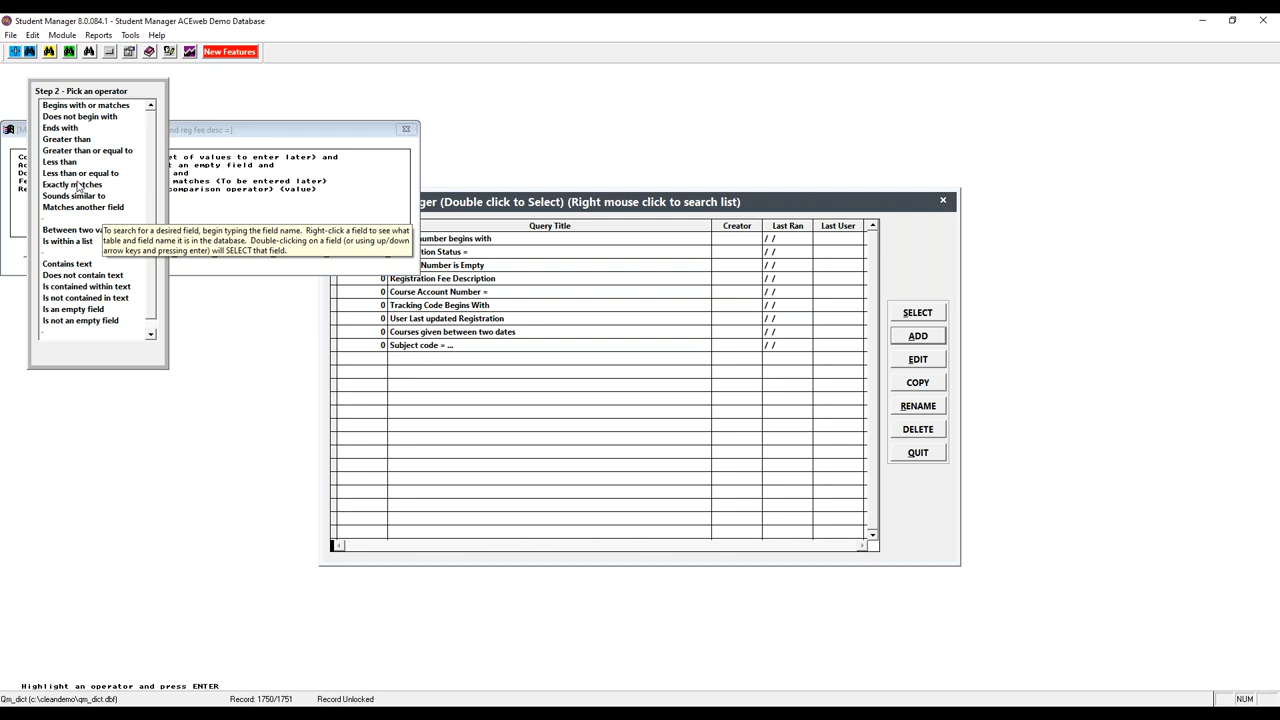 Student Manager 8.0.084.1 - Student Manager ACEweb Demo Database
File Edit Module Reports Tools Help
New Features
Step 2 - Pick an operator
Begins with or matches
Does not begin with
Ends with
Greater than
Greater than or equal to
Less than
Less than or equal to
Exactly matches
Sounds similar to
Matches another field
Between two va
Is within a list
Contains text
Does not contain text
Is contained within text
Is not contained in text
Is an empty field
Is not an empty field
nd reg fee desc =]
et of values to enter later) and
t an empty field and
and
matches (To be entered later)
comparison operator) (value)
To search for a desired field, begin typing the field name. Right-click a field to see what
table and field name it is in the database. Double-clicking on a field (or using up/down
arrow keys and pressing enter) will SELECT that field.
ger (Double click to Select) (Right mouse click to search list)
Query Title Creator Last Ran Last User
number begins with / /
tion Status = / /
Number is Empty / /
0 Registration Fee Description / /
0 Course Account Number = / /
0 Tracking Code Begins With / /
0 User Last updated Registration / /
0 Courses given between two dates / /
0 Subject code = ... / /
SELECT
ADD
EDIT
COPY
RENAME
DELETE
QUIT
Highlight an operator and press ENTER
Qm_dict (c:\cleandemo\qm_dict.dbf) Record: 1750/1751 Record Unlocked NUM